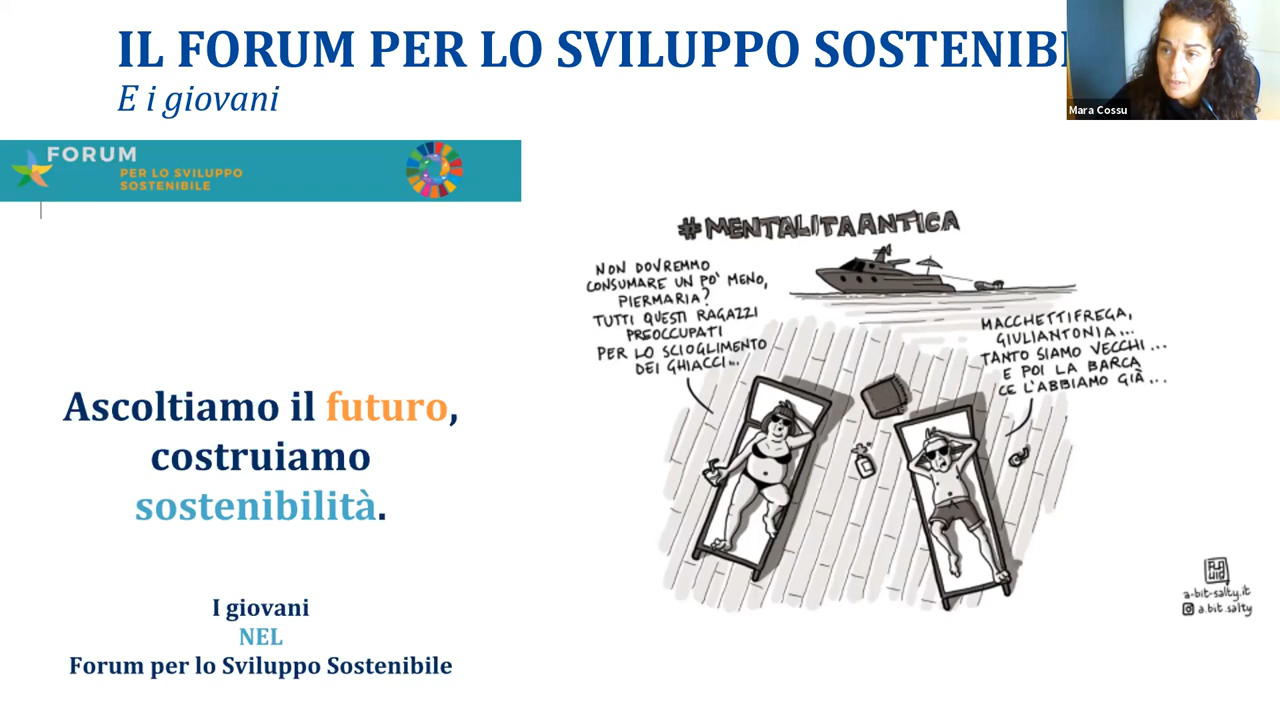 IL FORUM PER LO SVILUPPO SOSTENIB
E i giovani
Mara Cossu
FORUM
PER LO SVILUPPO
SOSTENIBILE
Ascoltiamo il futuro,
costruiamo
sostenibilità.
I giovani
NEL
Forum per lo Sviluppo Sostenibile
#MENTALITAANTICA
NON DOVREMMO
CONSUMARE UN PO' MENO,
PIERMARIA?
TUTTI QUESTI RAGAZZI
PREOCCUPATI
PER LO SCIOGLIMENTO
DEI GHIACCI...
MACCHETTIFREGA,
GIULIANTONIA...
TANTO SIAMO VECCHI...
E POI LA BARCA
CE L'ABBIAMO GIÀ...
a-bit-salty.it
a.bit.salty